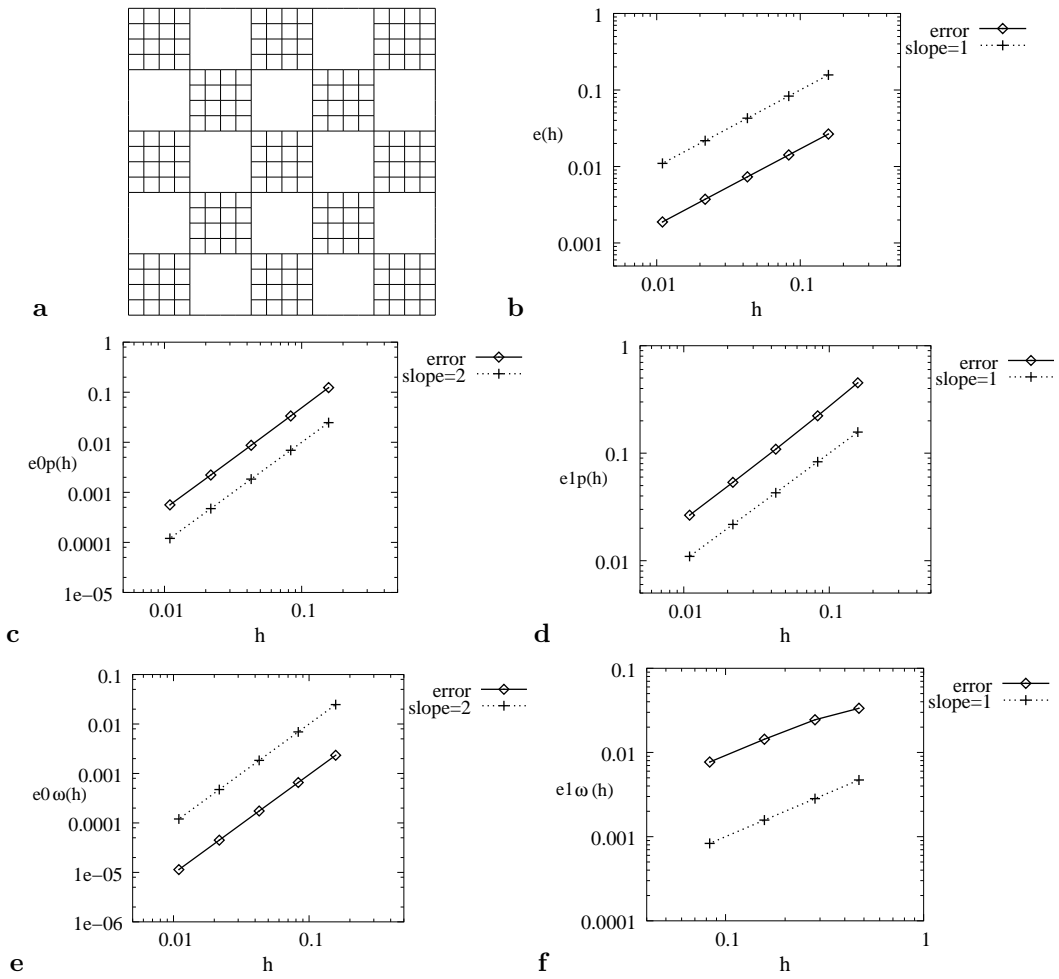 a
1
0.1
e(h)
0.01
0.001
0.01 0.1
h
error
slope=1
b
1
0.1
0.01
e0p(h)
0.001
0.0001
1e−05
0.01 0.1
h
error
slope=2
c
1
0.1
e1p(h)
0.01
0.01 0.1
h
error
slope=1
d
0.1
0.01
0.001
e0 ω(h)
0.0001
1e−05
1e−06
0.01 0.1
h
error
slope=2
e
0.1
0.01
e1ω(h)
0.001
0.0001
0.1 1
h
error
slope=1
f